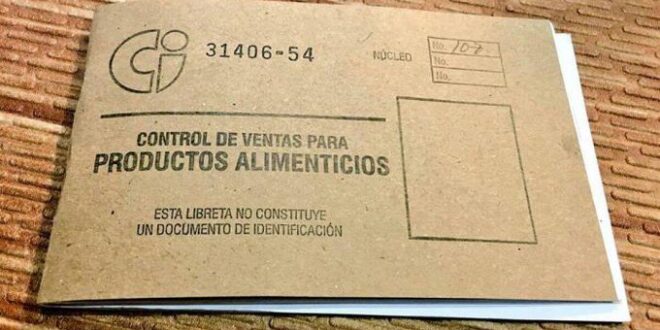 Ci 31406-54
NÚCLEO
No. 107
No.
No.
CONTROL DE VENTAS PARA
PRODUCTOS ALIMENTICIOS
ESTA LIBRETA NO CONSTITUYE
UN DOCUMENTO DE IDENTIFICACIÓN